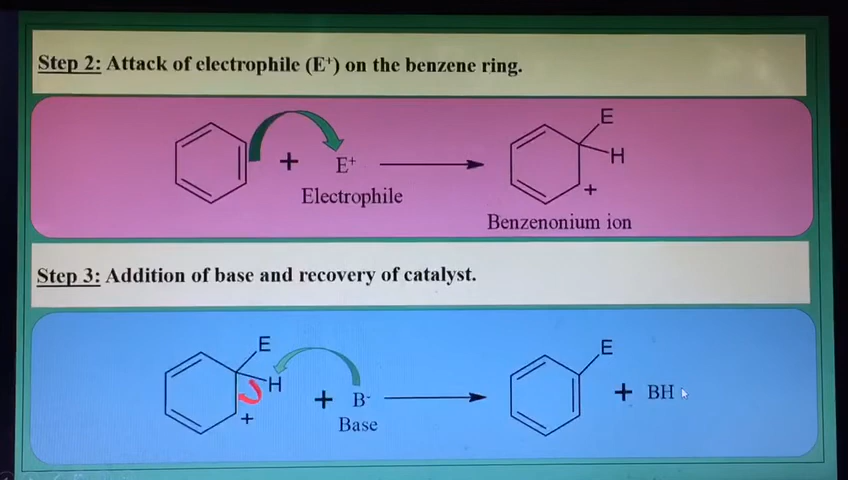 Step 2: Attack of electrophile (E⁺) on the benzene ring.
E
+ E⁺ H
+
Electrophile
Benzenonium ion
Step 3: Addition of base and recovery of catalyst.
E E
H
+ B⁻ + BH
+
Base